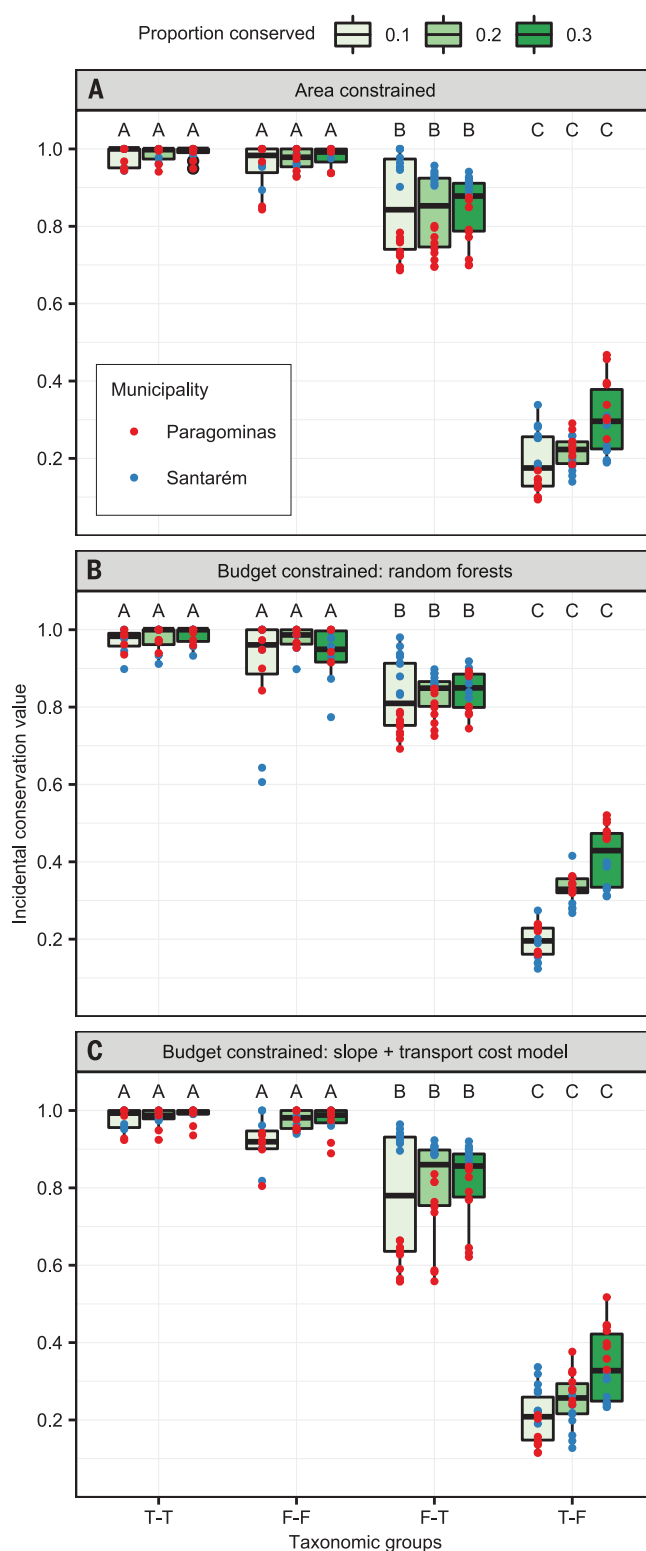 Proportion conserved 0.1 0.2 0.3
A Area constrained
A A A A A A B B B C C C
1.0
0.8
0.6
0.4
0.2
Municipality
Paragominas
Santarém
B Budget constrained: random forests
A A A A A A B B B C C C
1.0
0.8
0.6
0.4
0.2
Incidental conservation value
C Budget constrained: slope + transport cost model
A A A A A A B B B C C C
1.0
0.8
0.6
0.4
0.2
T-T F-F F-T T-F
Taxonomic groups